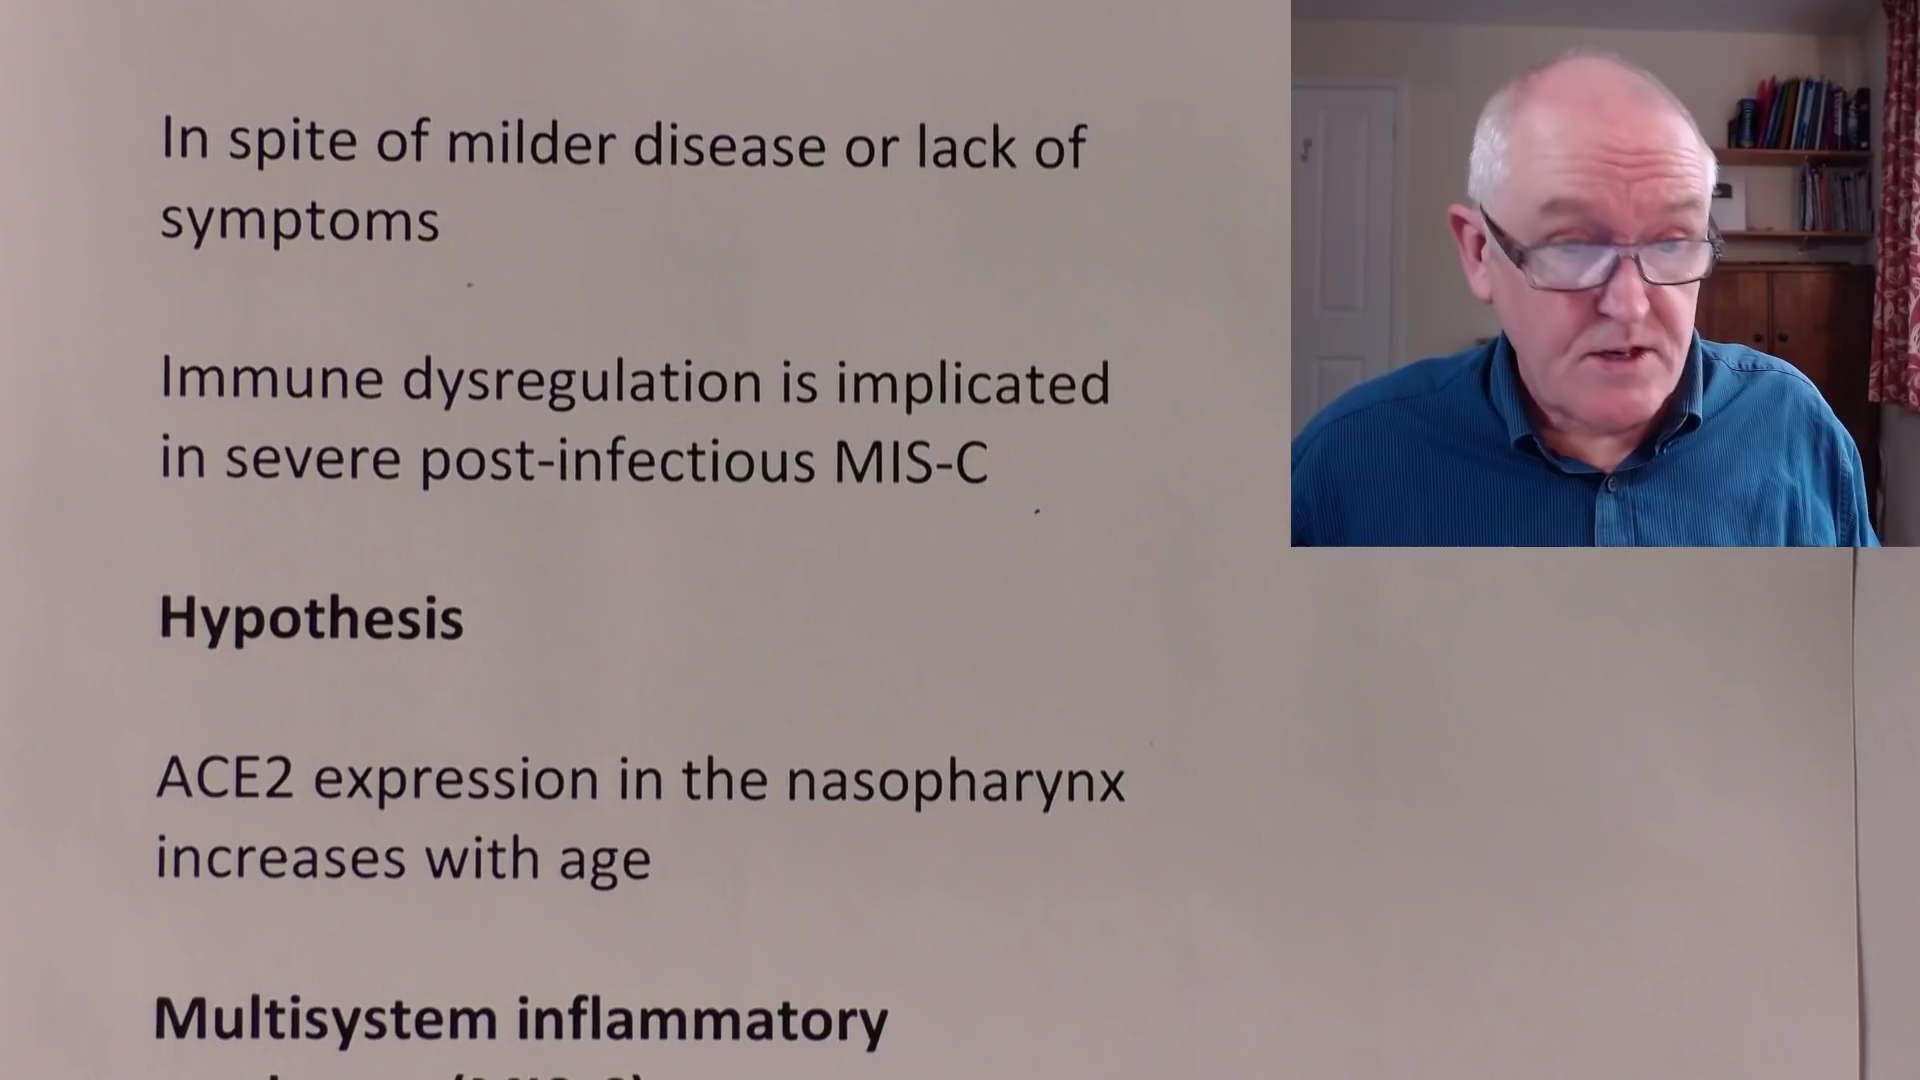 In spite of milder disease or lack of
symptoms
Immune dysregulation is implicated
in severe post-infectious MIS-C
Hypothesis
ACE2 expression in the nasopharynx
increases with age
Multisystem inflammatory